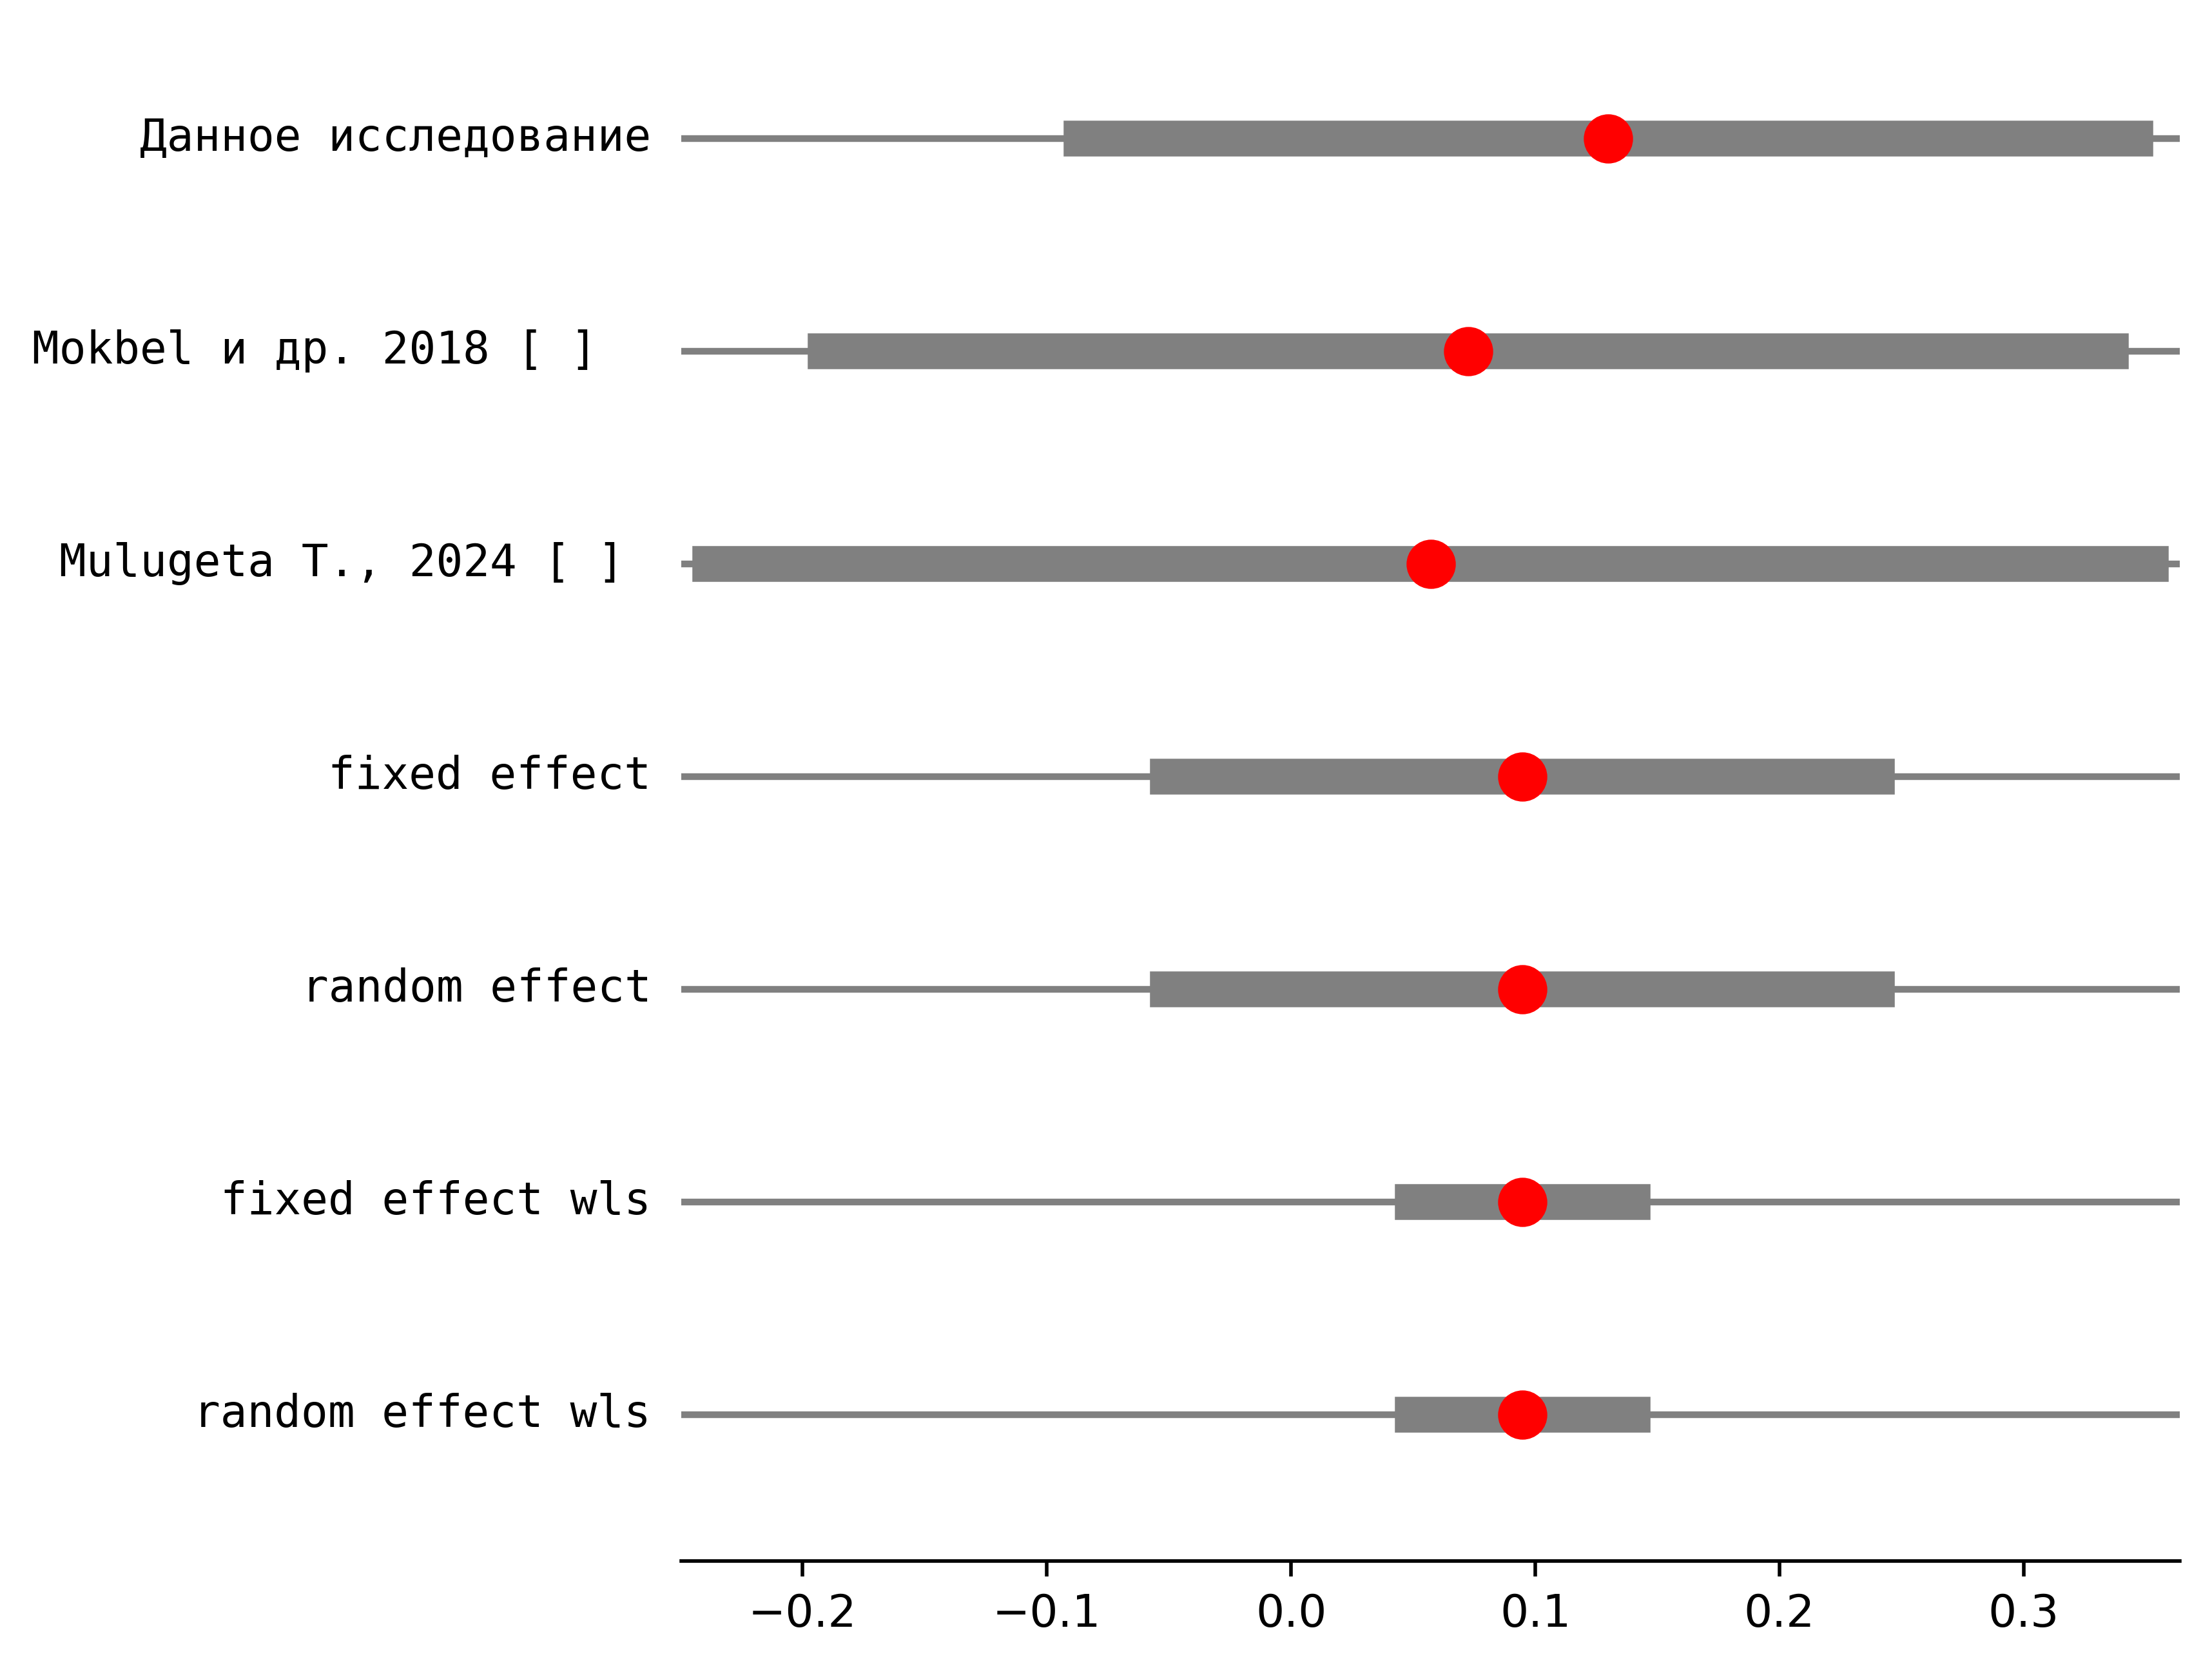 Данное исследование
Mokbel и др. 2018 [ ]
Mulugeta T., 2024 [ ]
fixed effect
random effect
fixed effect wls
random effect wls
−0.2 −0.1 0.0 0.1 0.2 0.3